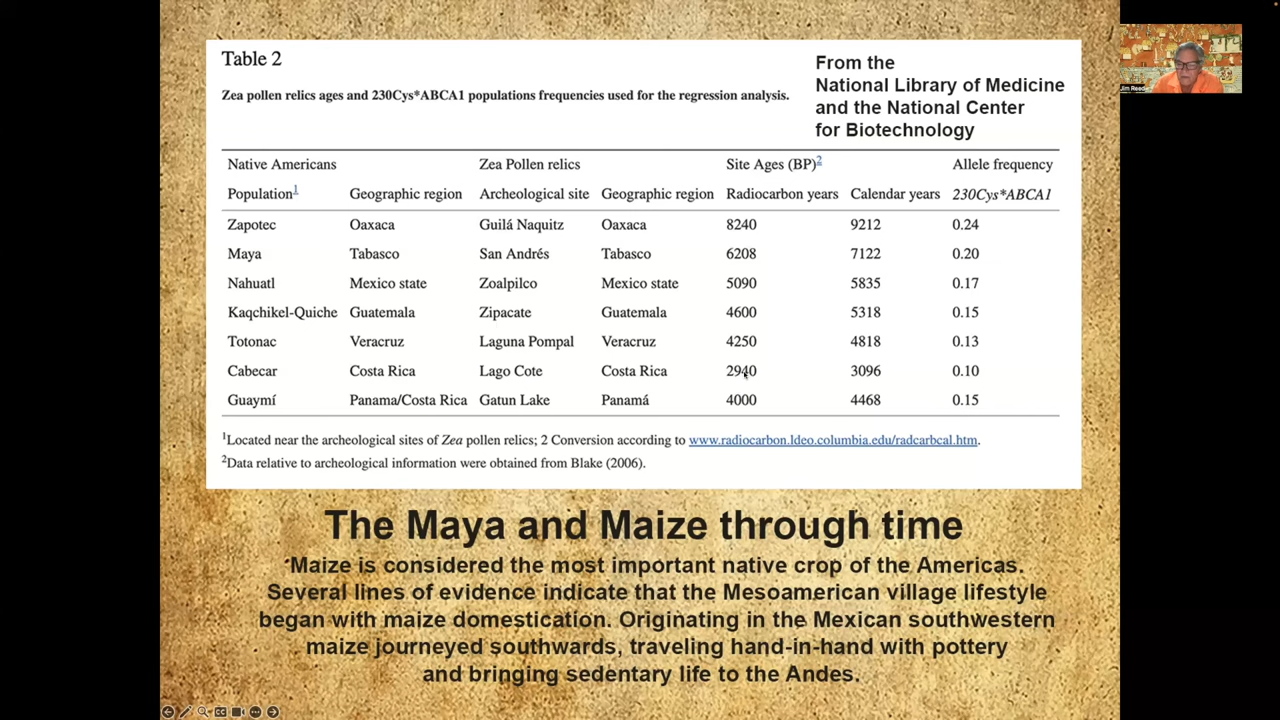 Table 2
From the
National Library of Medicine
and the National Center
for Biotechnology
Zea pollen relics ages and 230Cys*ABCA1 populations frequencies used for the regression analysis.
Native Americans Zea Pollen relics Site Ages (BP)2 Allele frequency
Population1 Geographic region Archeological site Geographic region Radiocarbon years Calendar years 230Cys*ABCA1
Zapotec Oaxaca Guilá Naquitz Oaxaca 8240 9212 0.24
Maya Tabasco San Andrés Tabasco 6208 7122 0.20
Nahuatl Mexico state Zoalpilco Mexico state 5090 5835 0.17
Kaqchikel-Quiche Guatemala Zipacate Guatemala 4600 5318 0.15
Totonac Veracruz Laguna Pompal Veracruz 4250 4818 0.13
Cabecar Costa Rica Lago Cote Costa Rica 2940 3096 0.10
Guaymí Panama/Costa Rica Gatun Lake Panamá 4000 4468 0.15
1Located near the archeological sites of Zea pollen relics; 2 Conversion according to www.radiocarbon.ldeo.columbia.edu/radcarbcal.htm.
2Data relative to archeological information were obtained from Blake (2006).
The Maya and Maize through time
Maize is considered the most important native crop of the Americas.
Several lines of evidence indicate that the Mesoamerican village lifestyle
began with maize domestication. Originating in the Mexican southwestern
maize journeyed southwards, traveling hand-in-hand with pottery
and bringing sedentary life to the Andes.
Jim Reed